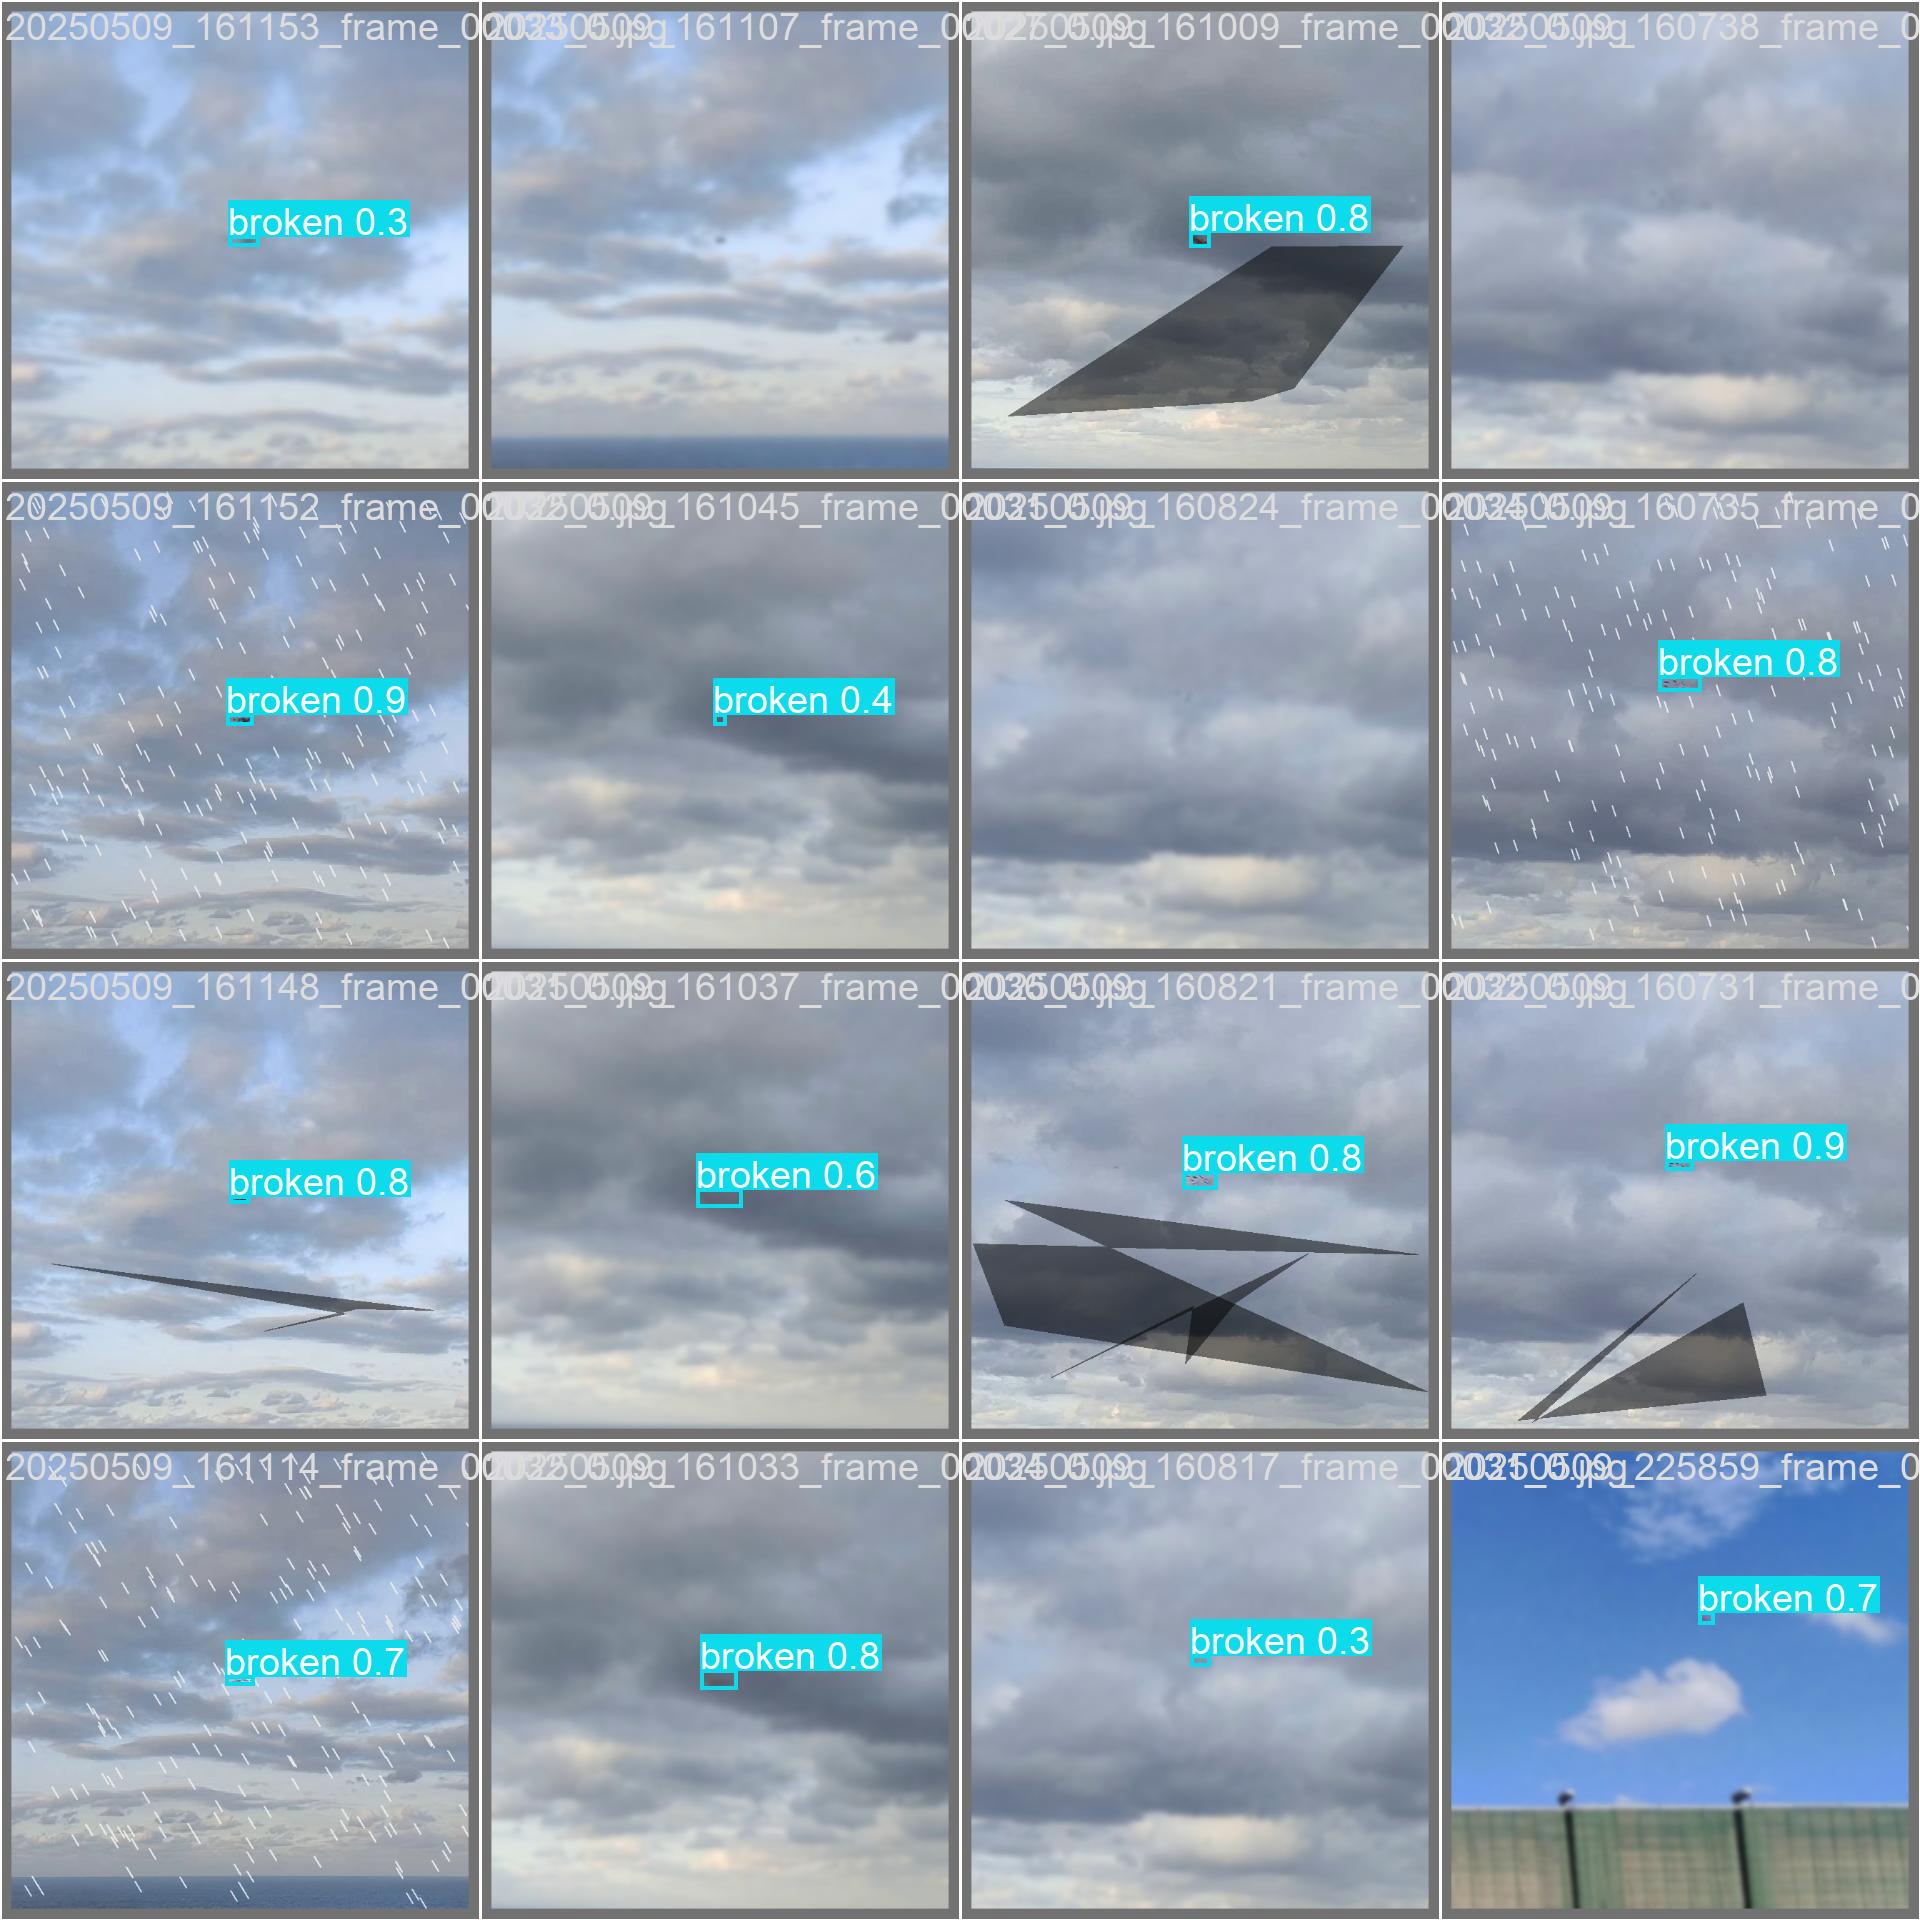 20250509_161153_frame_0
161107_frame_0
161009_frame_0
160738_frame_0
broken 0.3
broken 0.8
20250509_161152_frame_0
161045_frame_0
160824_frame_0
160735_frame_0
broken 0.9
broken 0.4
broken 0.8
20250509_161148_frame_0
161037_frame_0
160821_frame_0
160731_frame_0
broken 0.8
broken 0.6
broken 0.8
broken 0.9
20250509_161114_frame_0
161033_frame_0
160817_frame_0
225859_frame_0
broken 0.7
broken 0.8
broken 0.3
broken 0.7